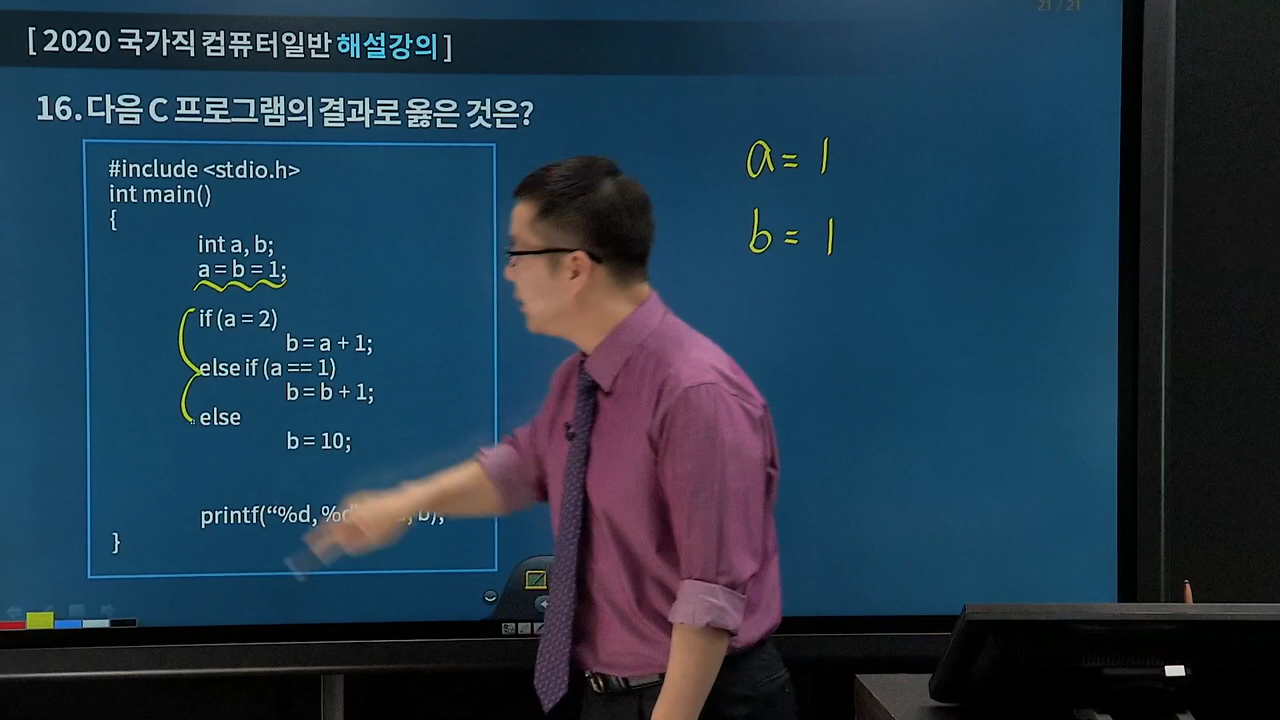 21 / 21
[ 2020 국가직 컴퓨터일반 해설강의 ]
16. 다음 C 프로그램의 결과로 옳은 것은?
#include <stdio.h>
int main()
{
int a, b;
a = b = 1;
if (a = 2)
b = a + 1;
else if (a == 1)
b = b + 1;
else
b = 10;
printf(“%d, %d b);
}
a = 1
b = 1